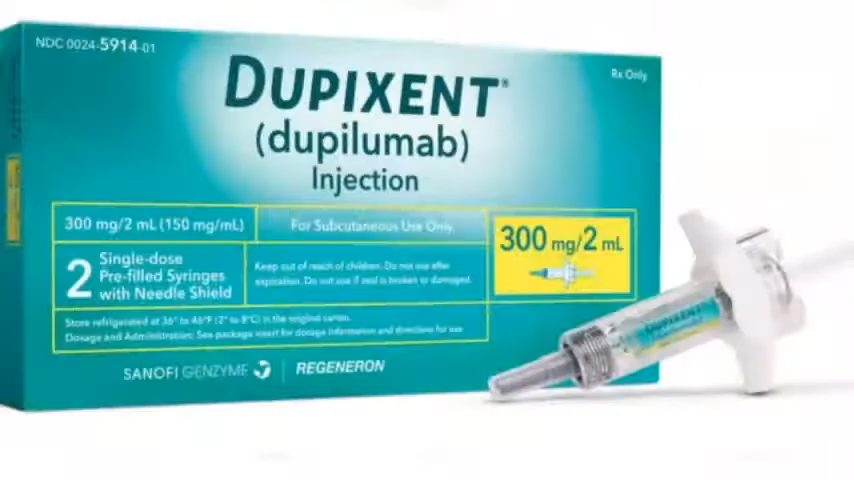 NDC 0024-5914-01
Rx Only
DUPIXENT®
(dupilumab)
Injection
300 mg/2 mL (150 mg/mL)
For Subcutaneous Use Only
2
Single-dose
Pre-filled Syringes
with Needle Shield
Keep out of reach of children. Do not use after
expiration. Do not use if seal is broken or damaged.
300 mg/2 mL
Store refrigerated at 36° to 46°F (2° to 8°C) in the original carton.
Dosage and Administration: See package insert for dosage information and directions for use
SANOFI GENZYME
REGENERON
DUPIXENT